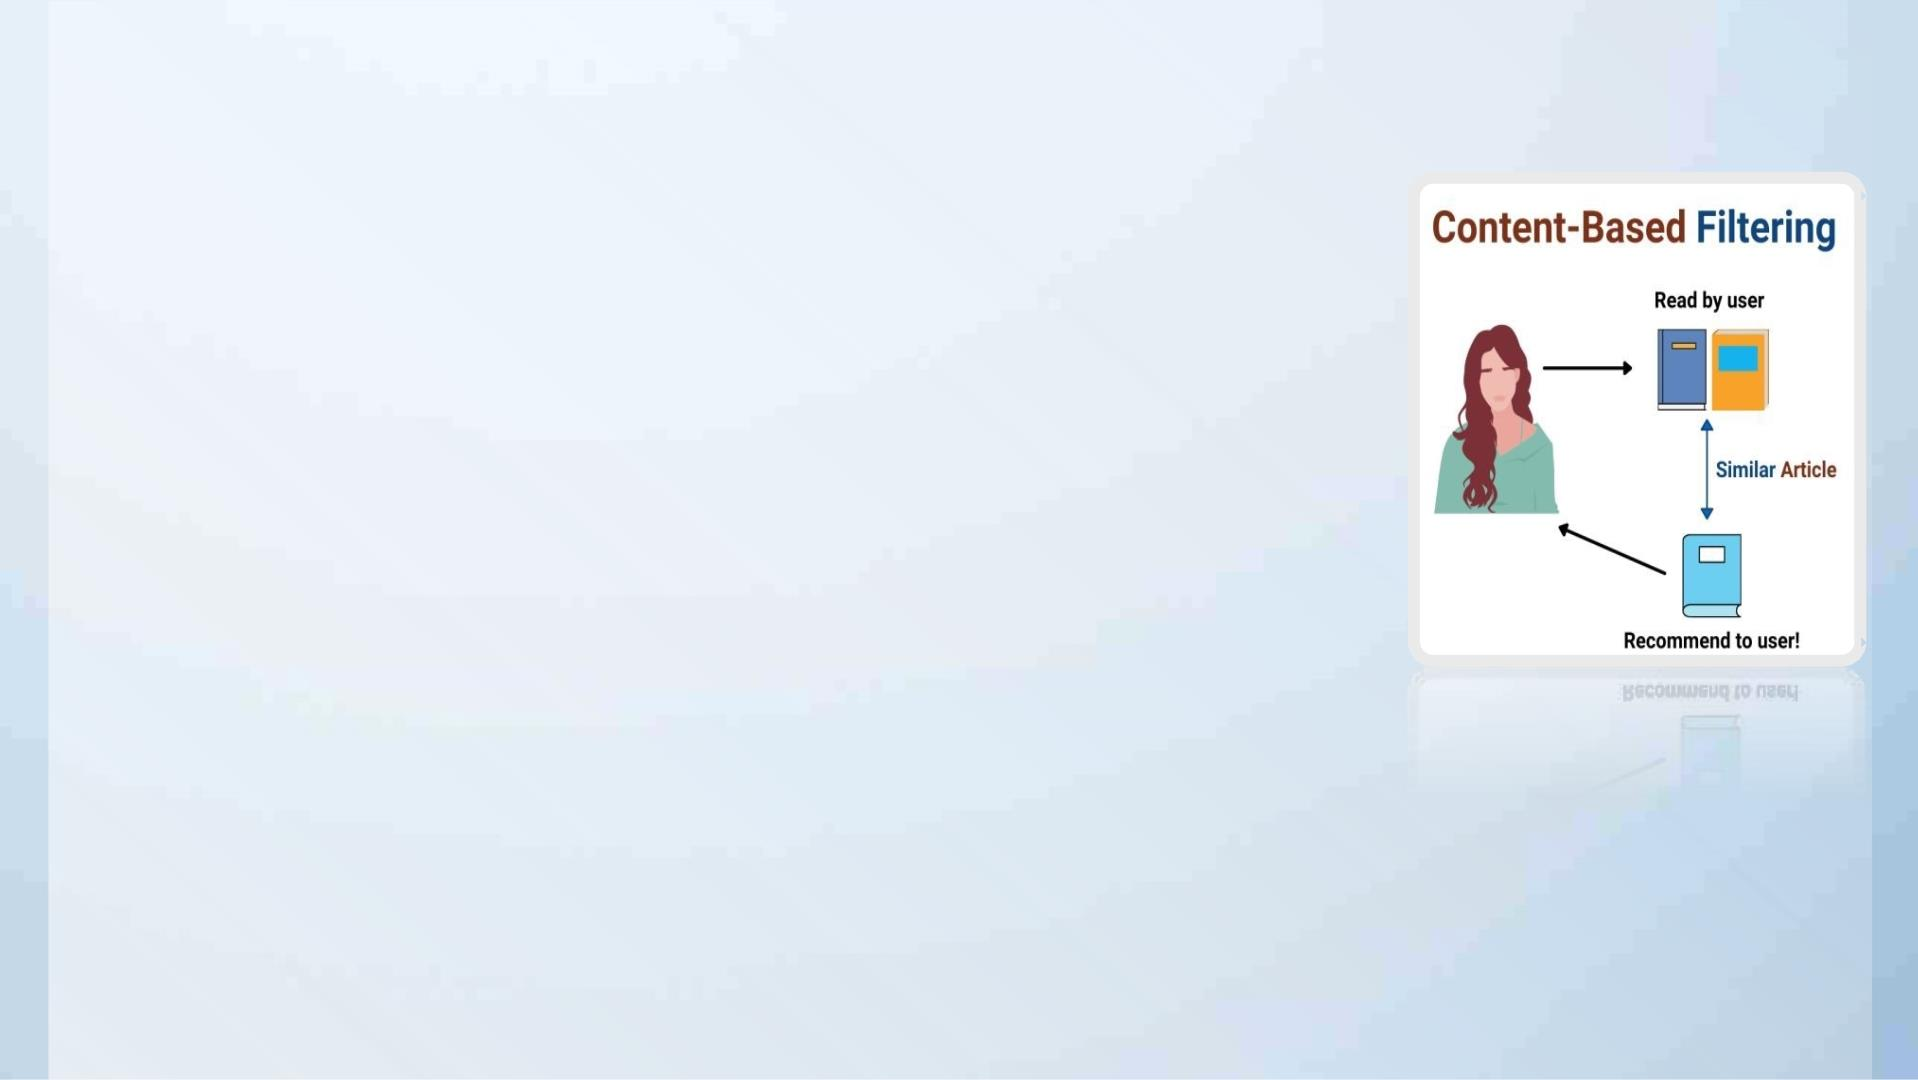 Content-Based Filtering
Read by user
Similar Article
Recommend to user!